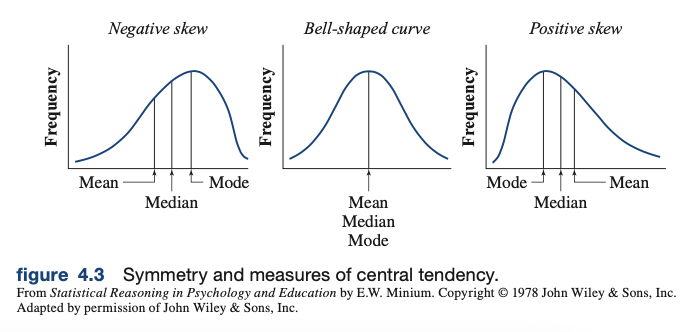 Negative skew
Bell-shaped curve
Positive skew
Frequency
Frequency
Frequency
Mean
Mode
Median
Mean
Median
Mode
Mode
Mean
Median
figure 4.3 Symmetry and measures of central tendency.
From Statistical Reasoning in Psychology and Education by E.W. Minium. Copyright © 1978 John Wiley & Sons, Inc.
Adapted by permission of John Wiley & Sons, Inc.